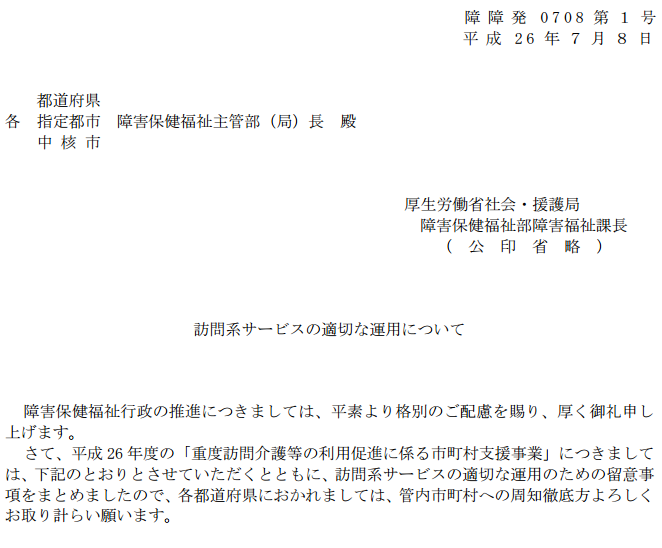 障 障 発 0708 第 1 号
平 成 26 年 7 月 8 日
都道府県
各 指定都市 障害保健福祉主管部（局）長 殿
中 核 市
厚生労働省社会・援護局
障害保健福祉部障害福祉課長
（ 公 印 省 略 ）
訪問系サービスの適切な運用について
障害保健福祉行政の推進につきましては、平素より格別のご配慮を賜り、厚く御礼申し
上げます。
さて、平成 26 年度の「重度訪問介護等の利用促進に係る市町村支援事業」につきまして
は、下記のとおりとさせていただくとともに、訪問系サービスの適切な運用のための留意事
項をまとめましたので、各都道府県におかれましては、管内市町村への周知徹底方よろしく
お取り計らい願います。